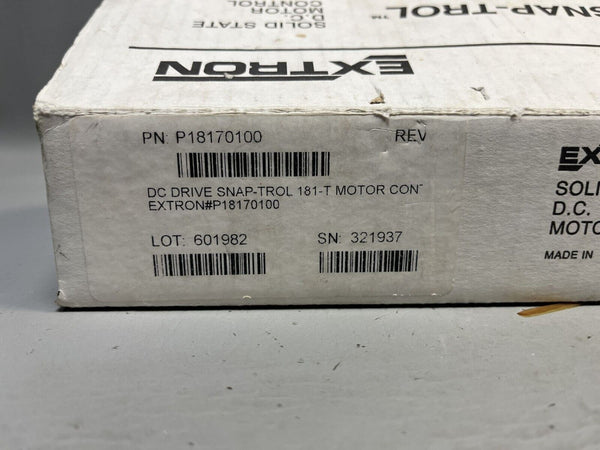 SNAP-TROL™
SOLID STATE
D.C.
MOTOR
CONTROL
EXTRON
PN: P18170100 REV
DC DRIVE SNAP-TROL 181-T MOTOR CONT
EXTRON#P18170100
LOT: 601982 SN: 321937
EX
SOLI
D.C.
MOTO
MADE IN